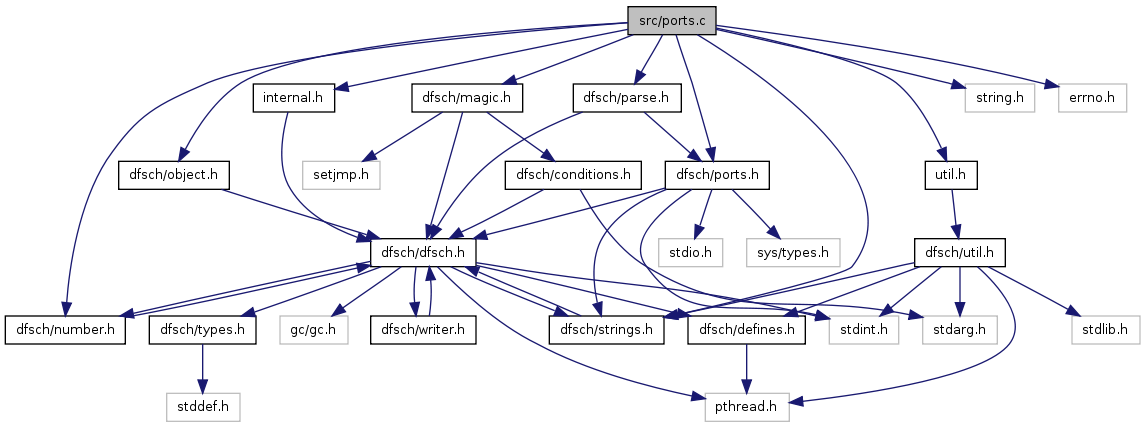 src/ports.c
internal.h
dfsch/magic.h
dfsch/parse.h
string.h
errno.h
dfsch/object.h
setjmp.h
dfsch/conditions.h
dfsch/ports.h
util.h
dfsch/dfsch.h
stdio.h
sys/types.h
dfsch/util.h
dfsch/number.h
dfsch/types.h
gc/gc.h
dfsch/writer.h
dfsch/strings.h
dfsch/defines.h
stdint.h
stdarg.h
stdlib.h
stddef.h
pthread.h